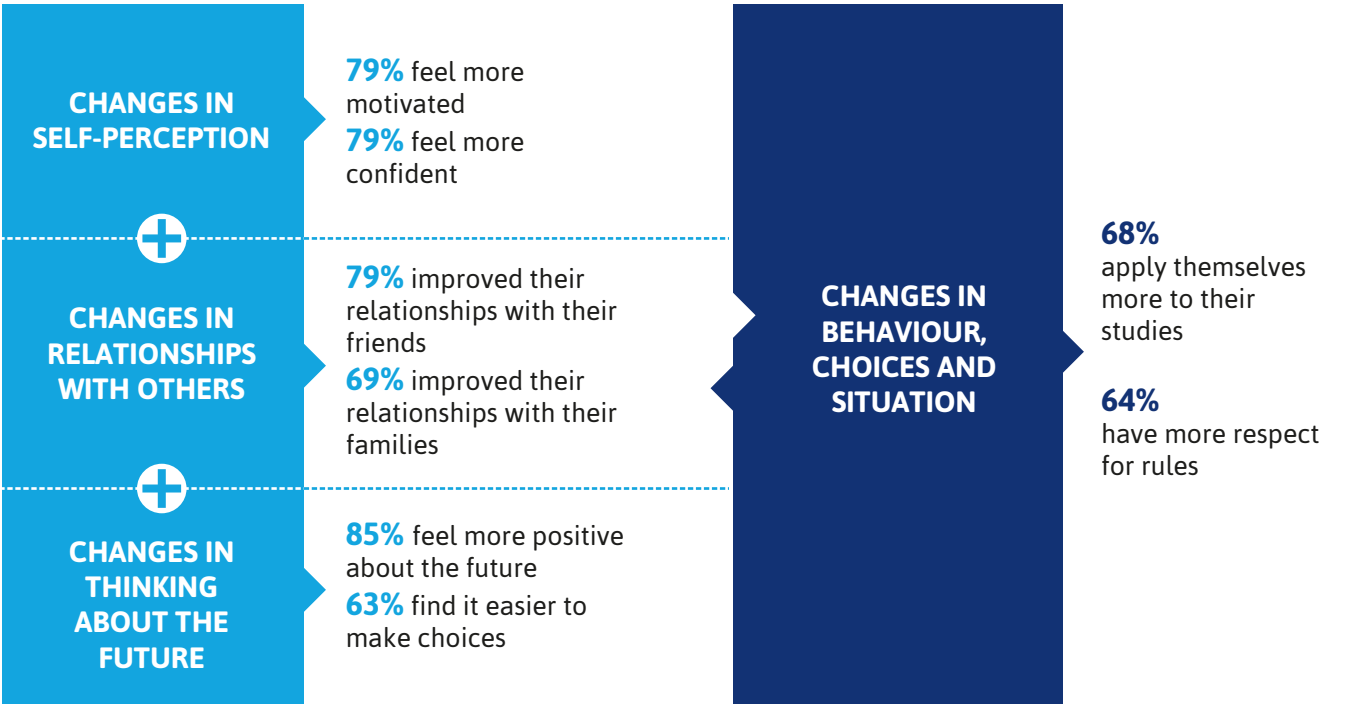 CHANGES IN
SELF-PERCEPTION
79% feel more
motivated
79% feel more
confident
CHANGES IN
RELATIONSHIPS
WITH OTHERS
79% improved their
relationships with their
friends
69% improved their
relationships with their
families
CHANGES IN
THINKING
ABOUT THE
FUTURE
85% feel more positive
about the future
63% find it easier to
make choices
CHANGES IN
BEHAVIOUR,
CHOICES AND
SITUATION
68%
apply themselves
more to their
studies
64%
have more respect
for rules